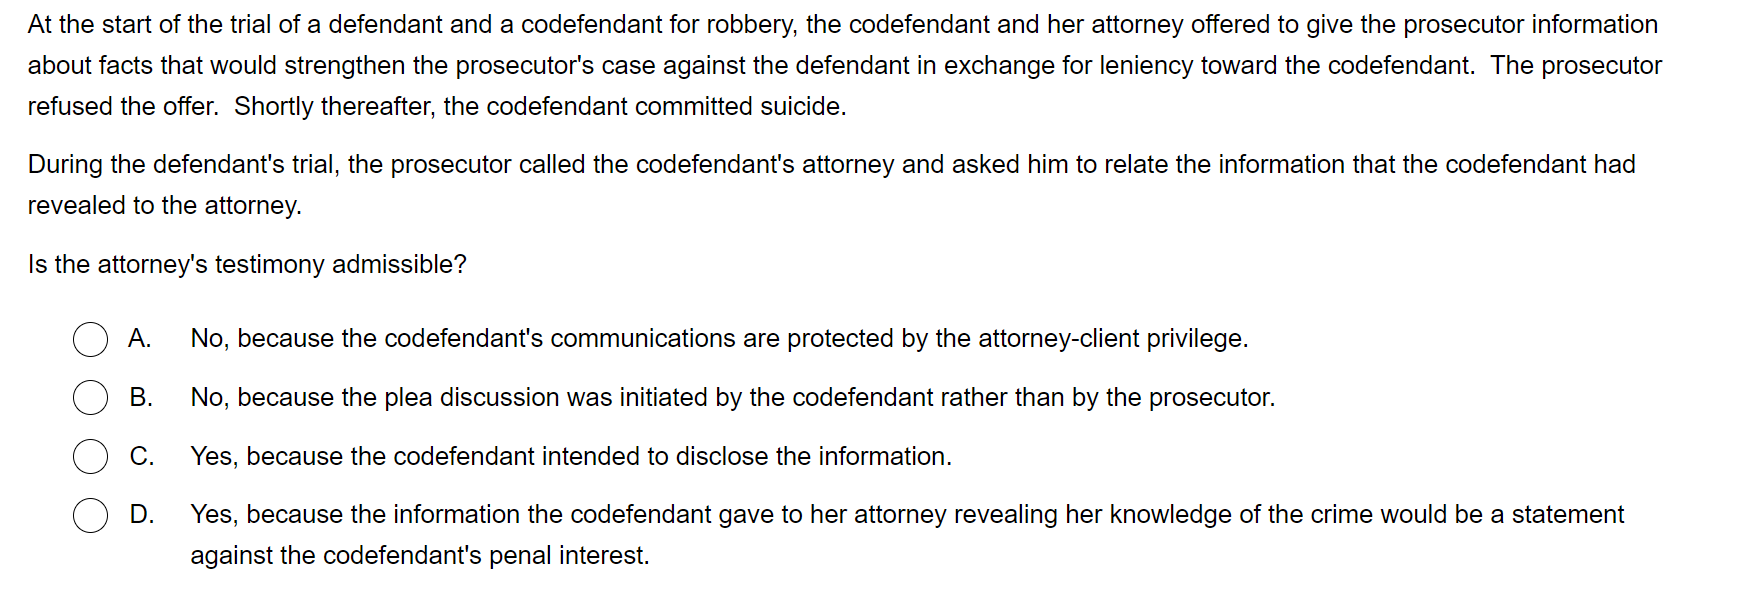 At the start of the trial of a defendant and a codefendant for robbery, the codefendant and her attorney offered to give the prosecutor information
about facts that would strengthen the prosecutor's case against the defendant in exchange for leniency toward the codefendant.  The prosecutor
refused the offer.  Shortly thereafter, the codefendant committed suicide.
During the defendant's trial, the prosecutor called the codefendant's attorney and asked him to relate the information that the codefendant had
revealed to the attorney.
Is the attorney's testimony admissible?
A. No, because the codefendant's communications are protected by the attorney-client privilege.
B. No, because the plea discussion was initiated by the codefendant rather than by the prosecutor.
C. Yes, because the codefendant intended to disclose the information.
D. Yes, because the information the codefendant gave to her attorney revealing her knowledge of the crime would be a statement
against the codefendant's penal interest.